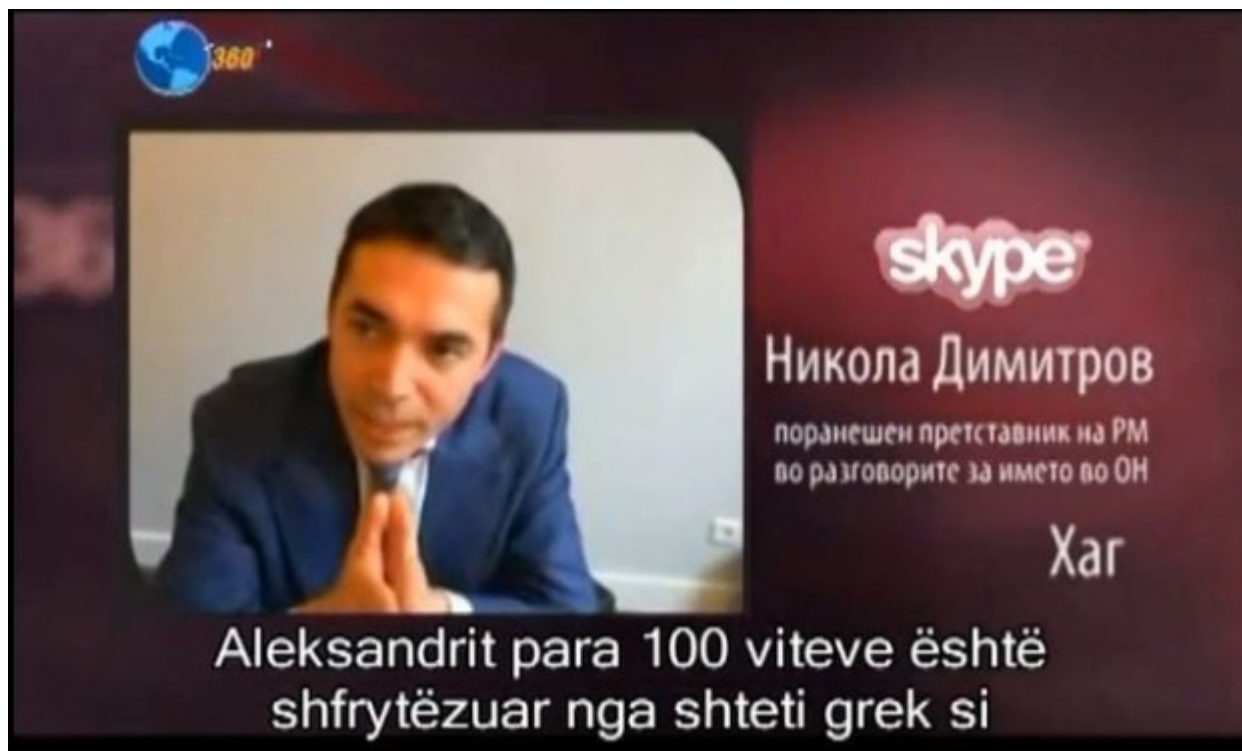 360°
skype™
Никола Димитров
поранешен претставник на РМ
во разговорите за името во ОН
Хаг
Aleksandrit para 100 viteve është
shfrytëzuar nga shteti grek si